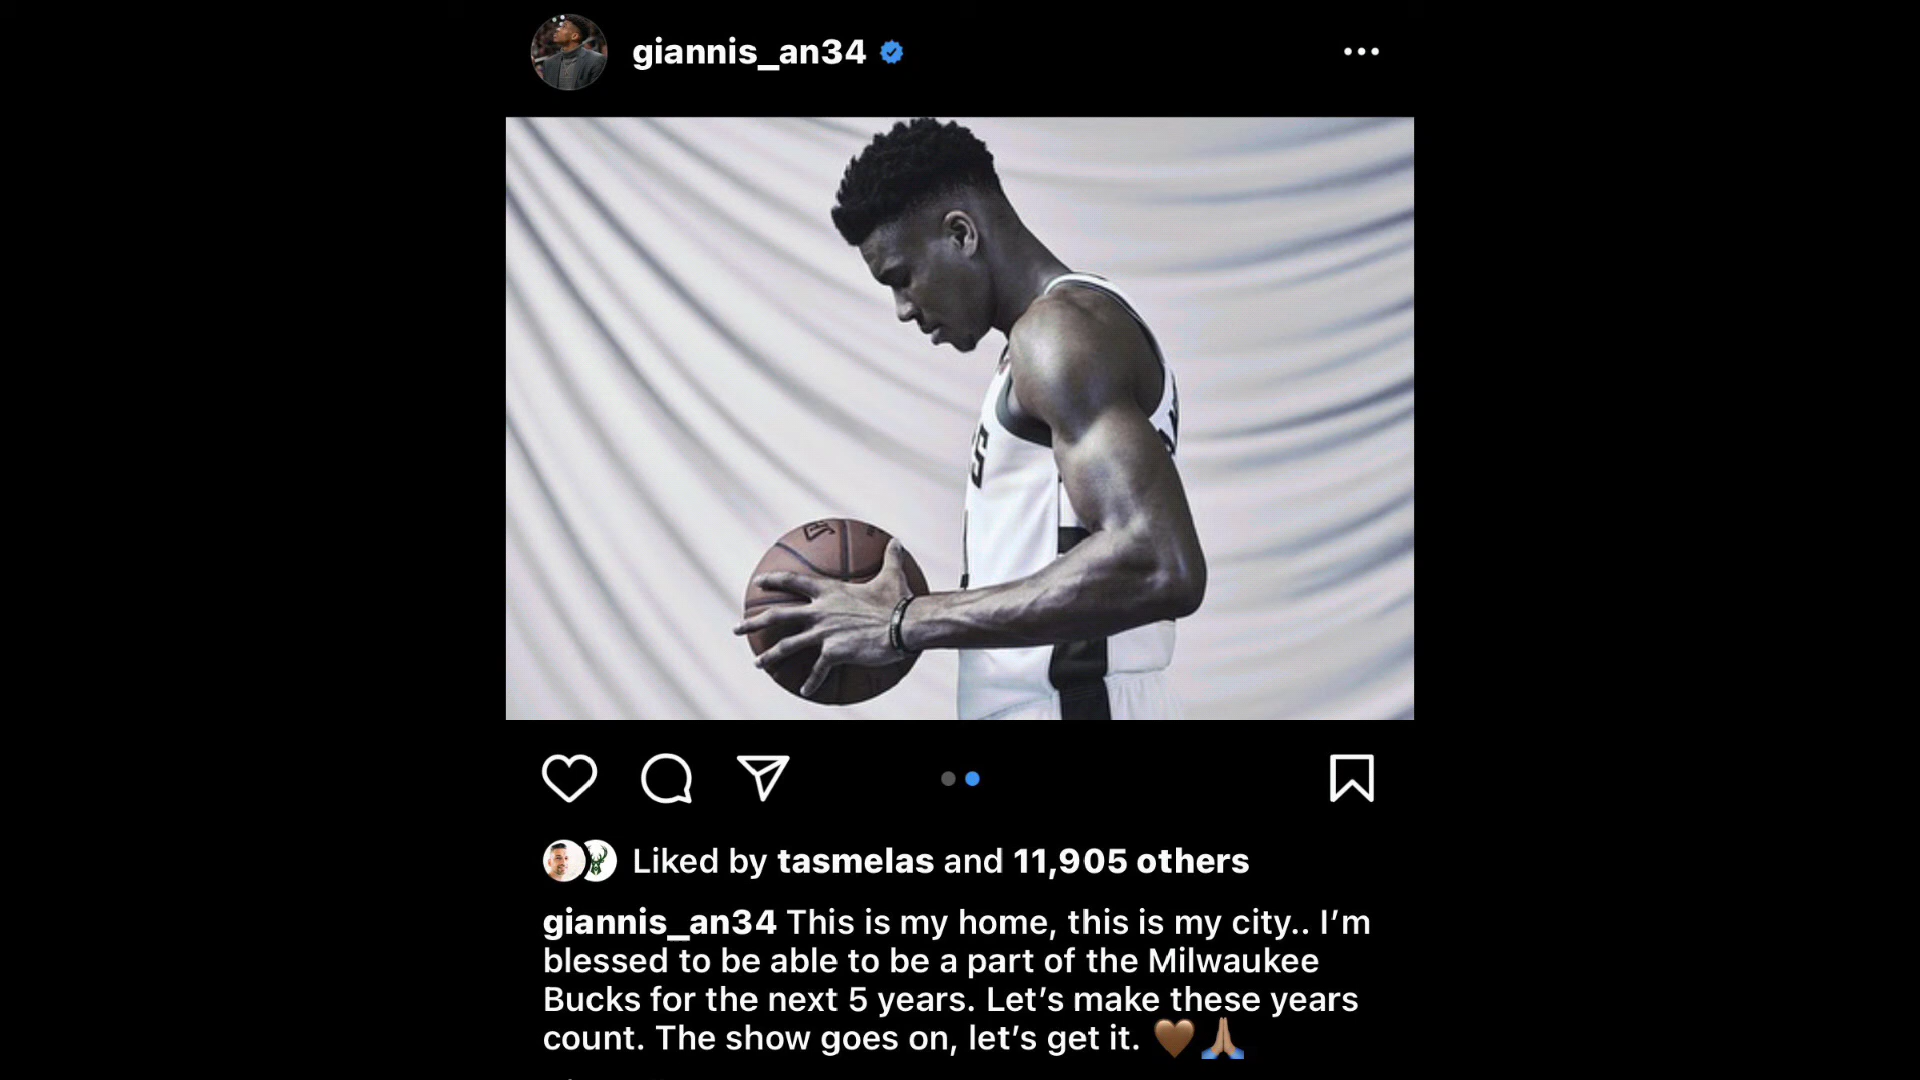 giannis_an34
Liked by tasmelas and 11,905 others
giannis_an34 This is my home, this is my city.. I’m
blessed to be able to be a part of the Milwaukee
Bucks for the next 5 years. Let’s make these years
count. The show goes on, let’s get it. 🤎🙏🏽